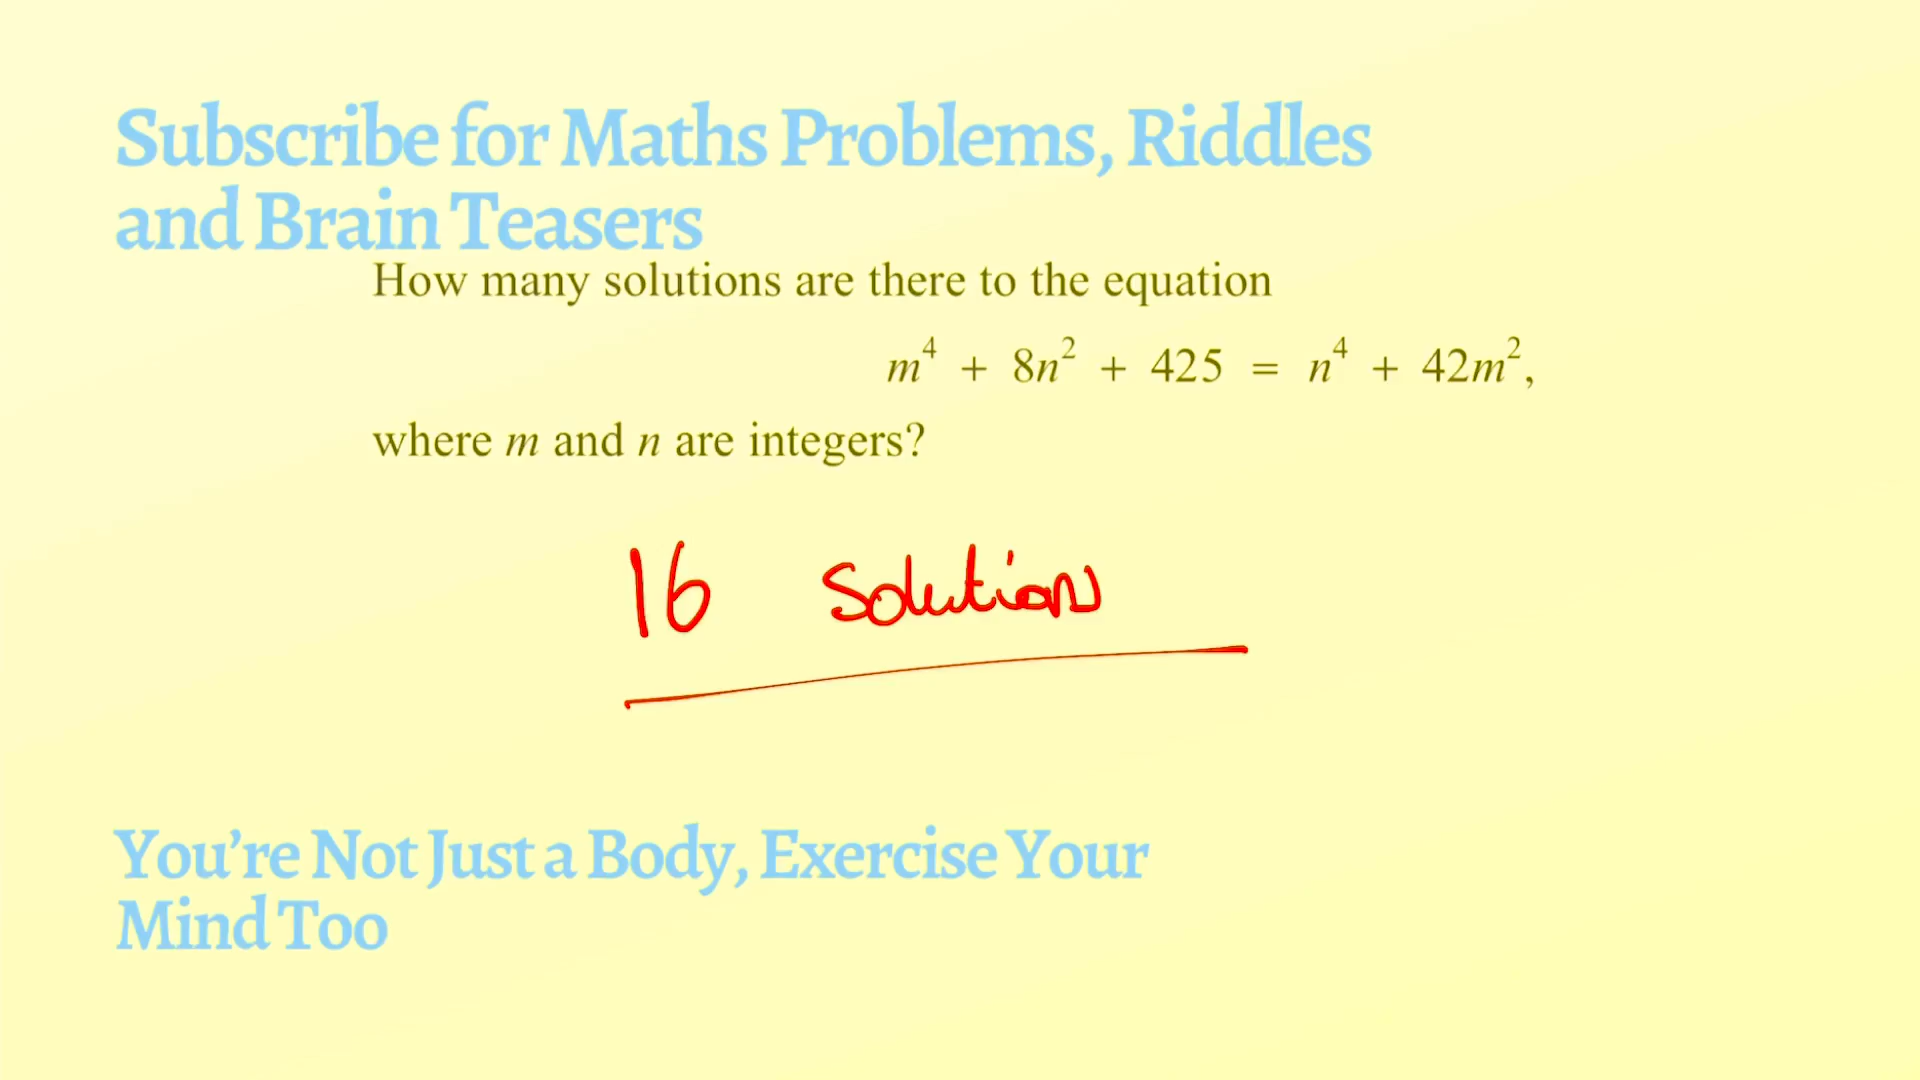 Subscribe for Maths Problems, Riddles
and Brain Teasers
How many solutions are there to the equation
m⁴ + 8n² + 425 = n⁴ + 42m²,
where m and n are integers?
16 Solutions
You're Not Just a Body, Exercise Your
Mind Too